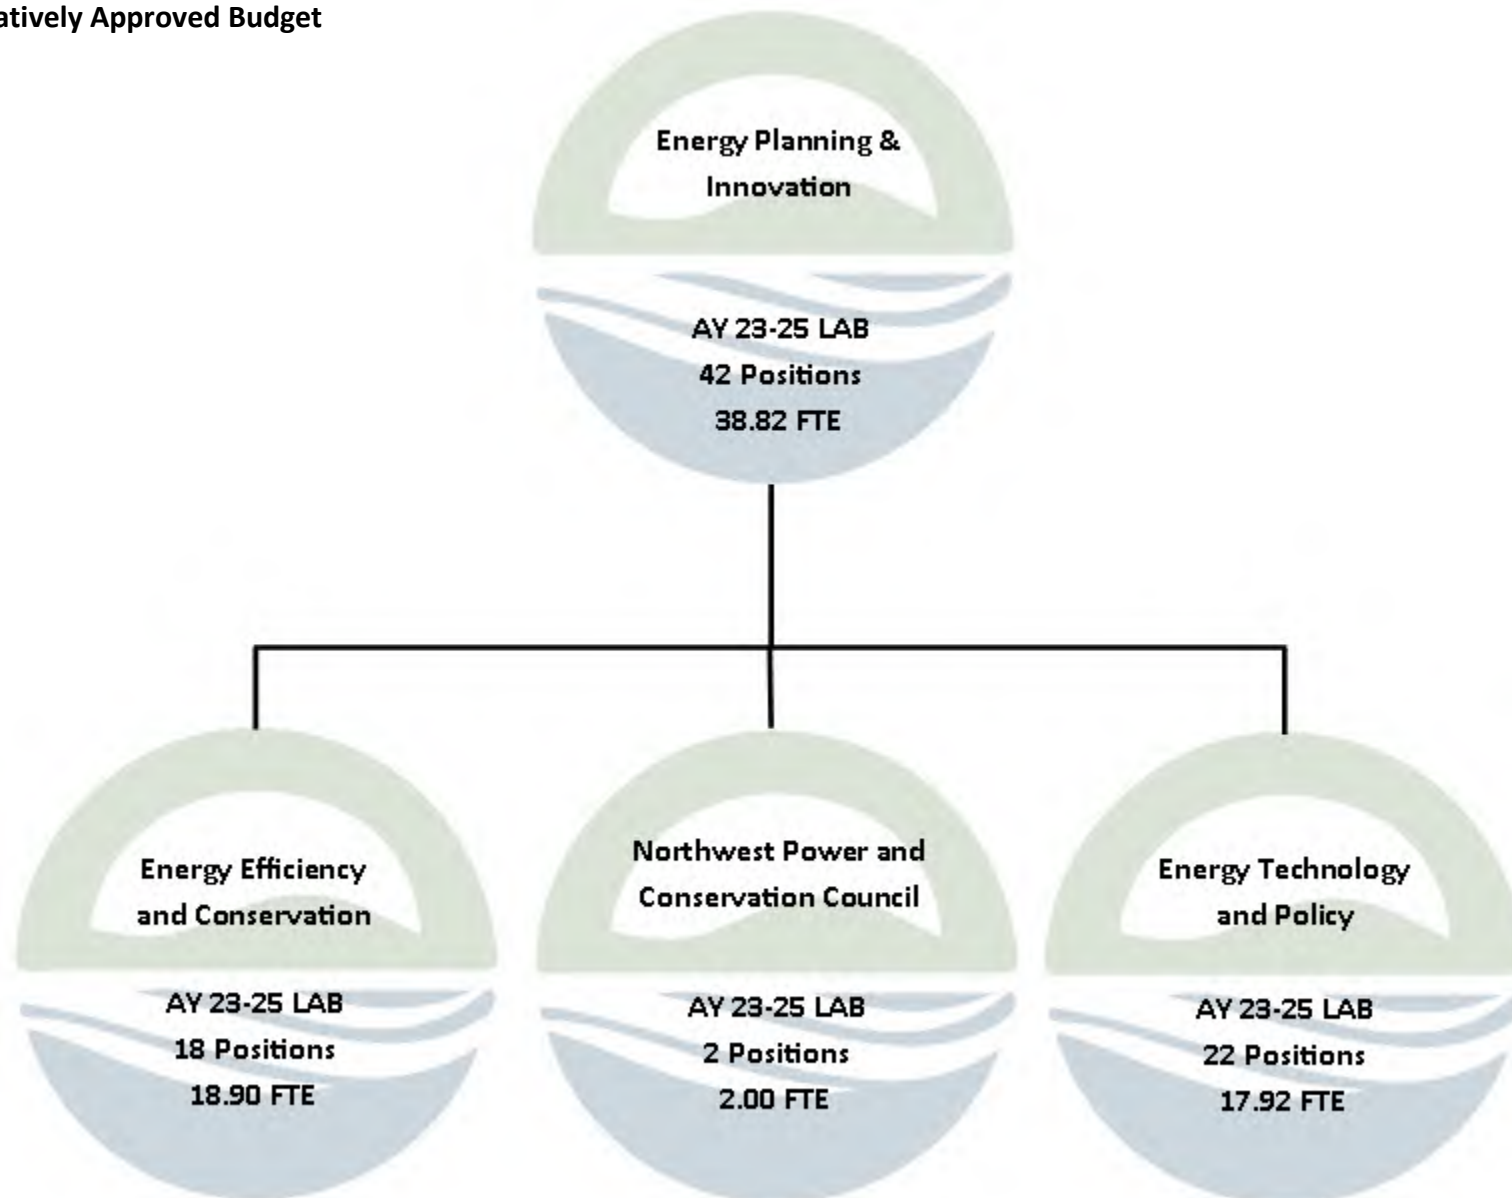 atively Approved Budget
Energy Planning &
Innovation
AY 23-25 LAB
42 Positions
38.82 FTE
Energy Efficiency
and Conservation
AY 23-25 LAB
18 Positions
18.90 FTE
Northwest Power and
Conservation Council
AY 23-25 LAB
2 Positions
2.00 FTE
Energy Technology
and Policy
AY 23-25 LAB
22 Positions
17.92 FTE